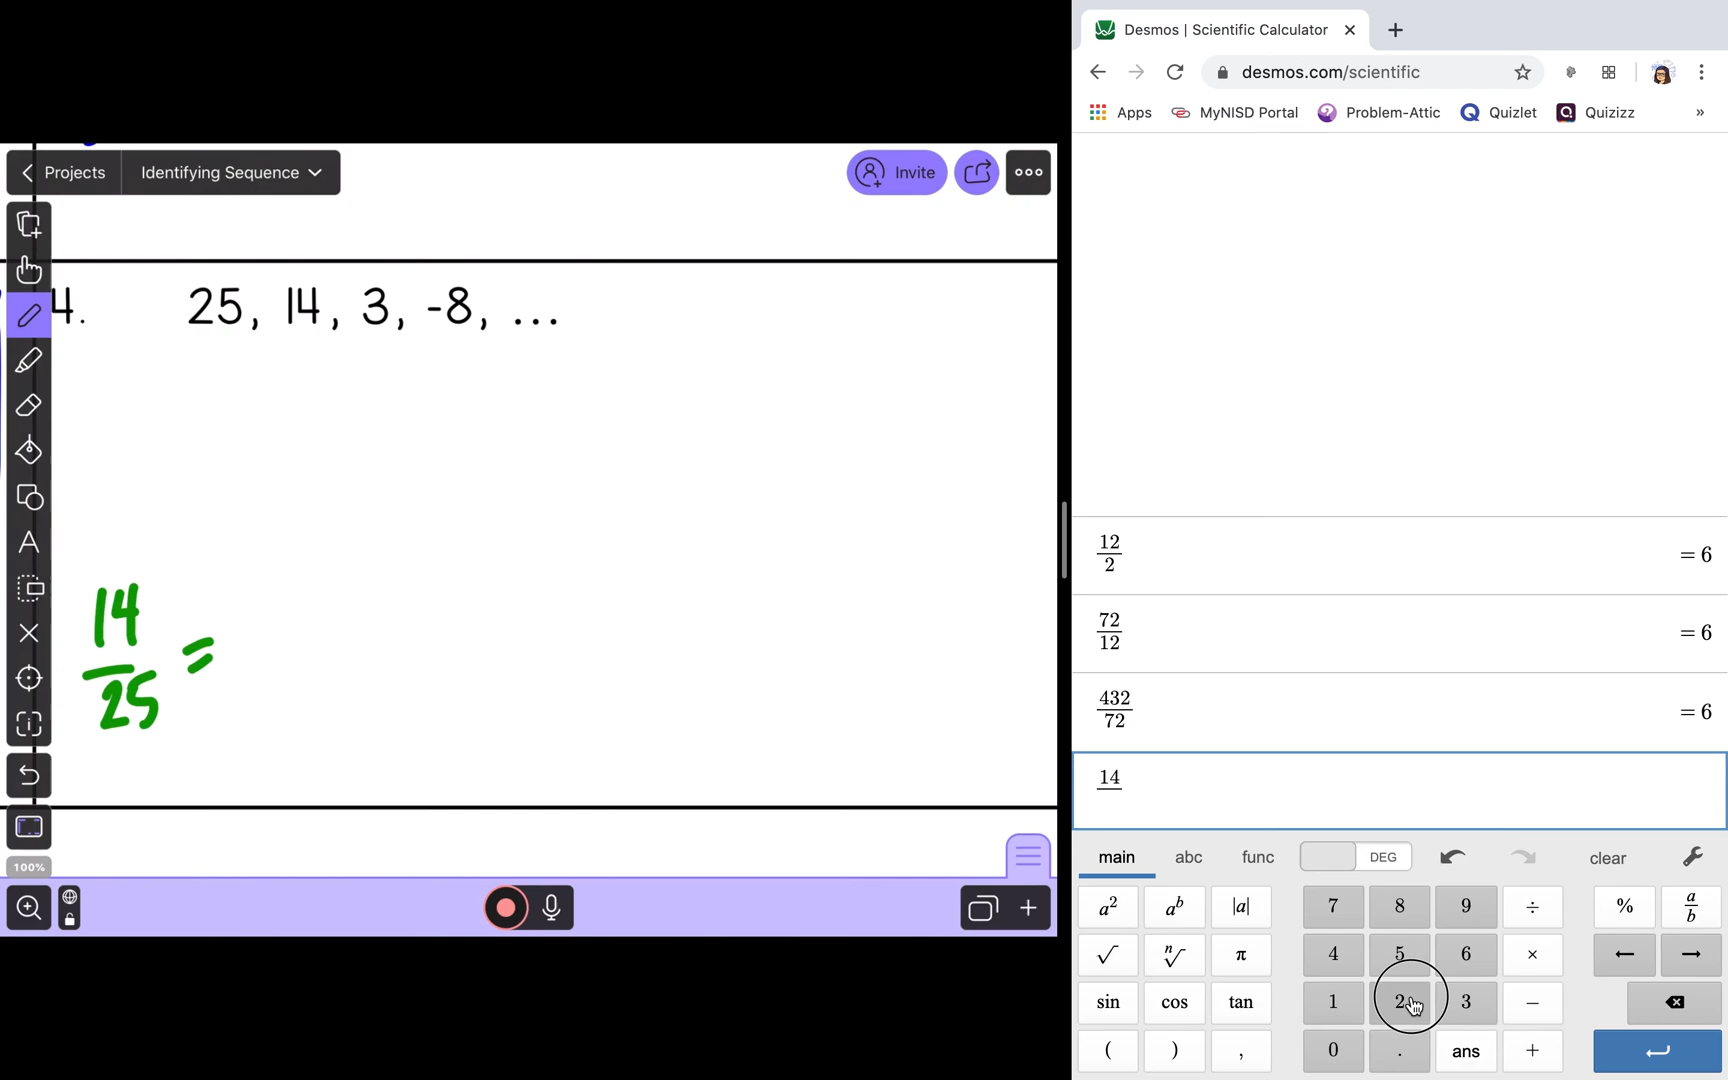 Desmos | Scientific Calculator
desmos.com/scientific
Apps MyNISD Portal Problem-Attic Quizlet Quizizz »
Projects Identifying Sequence
Invite
4. 25, 14, 3, -8, ...
14
25
=
100%
12
2
= 6
72
12
= 6
432
72
= 6
14
main abc func DEG clear
a² aᵇ |a| 7 8 9 ÷ % a/b
√ ⁿ√ π 4 5 6 × ← →
sin cos tan 1 2 3 −
( ) , 0 . ans +